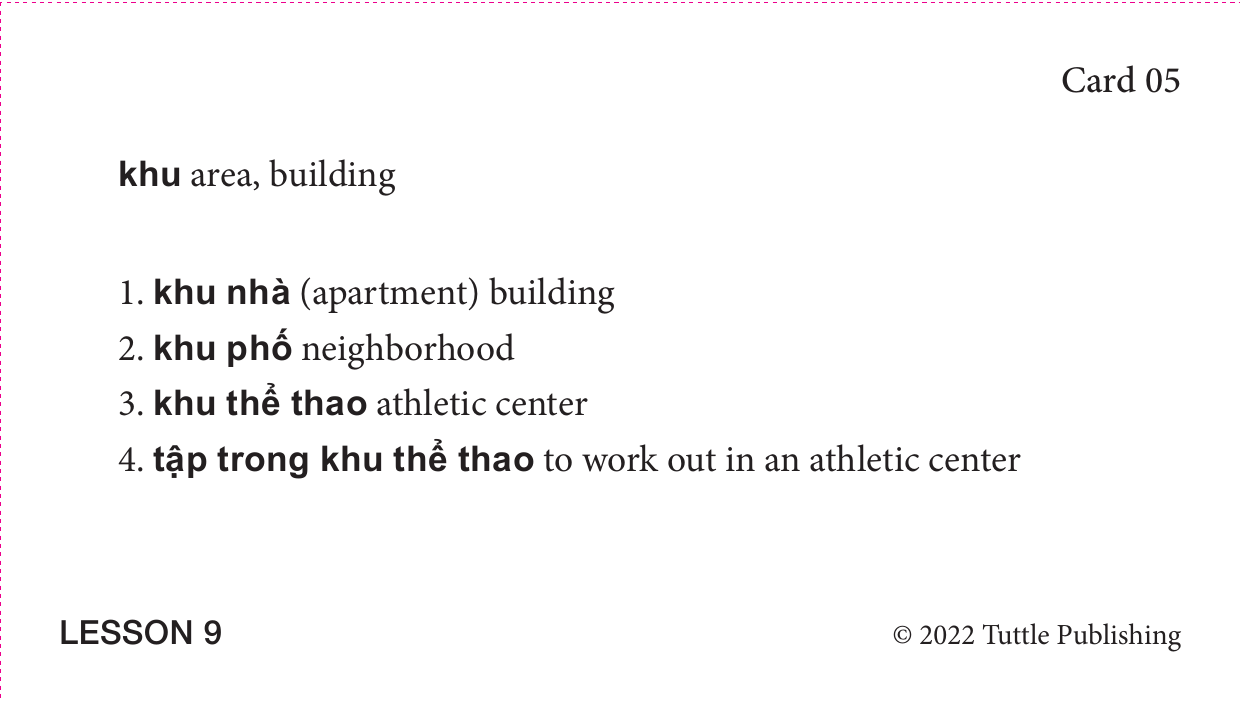 Card 05
khu area, building
1. khu nhà (apartment) building
2. khu phố neighborhood
3. khu thể thao athletic center
4. tập trong khu thể thao to work out in an athletic center
LESSON 9
© 2022 Tuttle Publishing